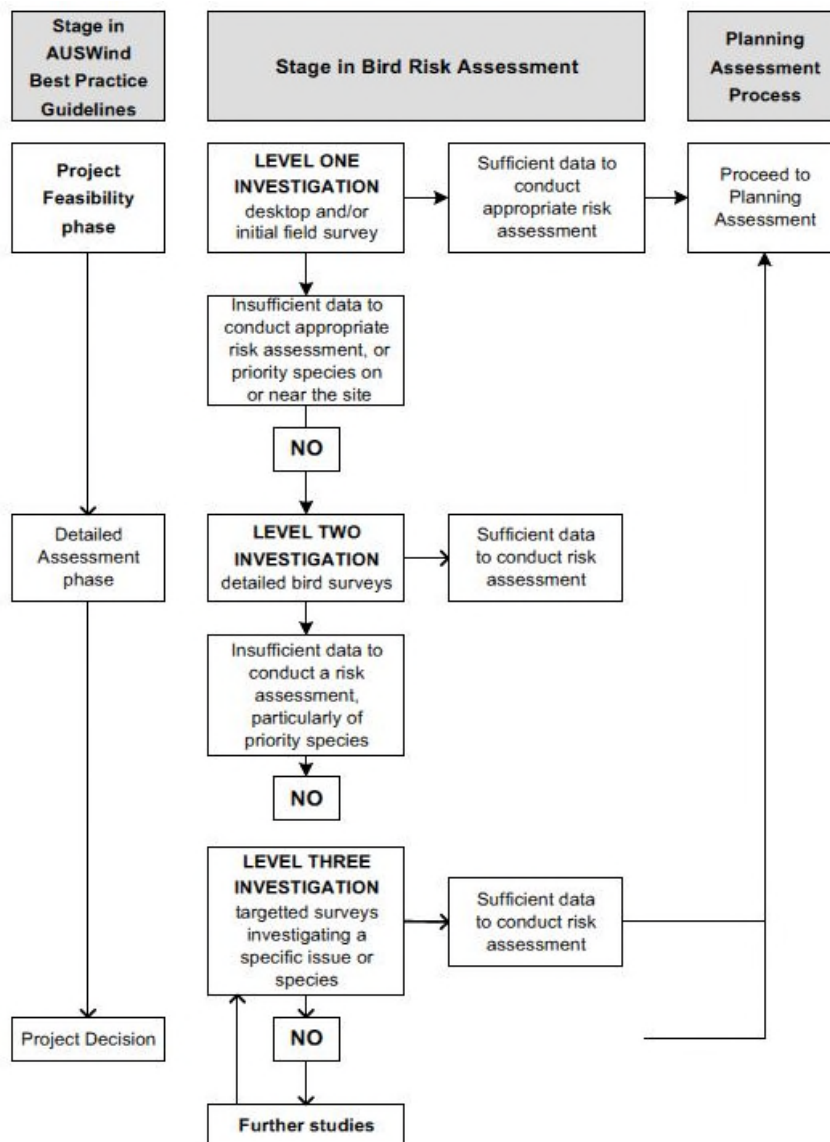 Stage in
AUSWind
Best Practice
Guidelines
Stage in Bird Risk Assessment
Planning
Assessment
Process
Project
Feasibility
phase
LEVEL ONE
INVESTIGATION
desktop and/or
initial field survey
Sufficient data to
conduct
appropriate risk
assessment
Proceed to
Planning
Assessment
Insufficient data to
conduct appropriate
risk assessment, or
priority species on
or near the site
NO
Detailed
Assessment
phase
LEVEL TWO
INVESTIGATION
detailed bird surveys
Sufficient data
to conduct risk
assessment
Insufficient data to
conduct a risk
assessment,
particularly of
priority species
NO
LEVEL THREE
INVESTIGATION
targetted surveys
investigating a
specific issue or
species
Sufficient data
to conduct risk
assessment
Project Decision
NO
Further studies